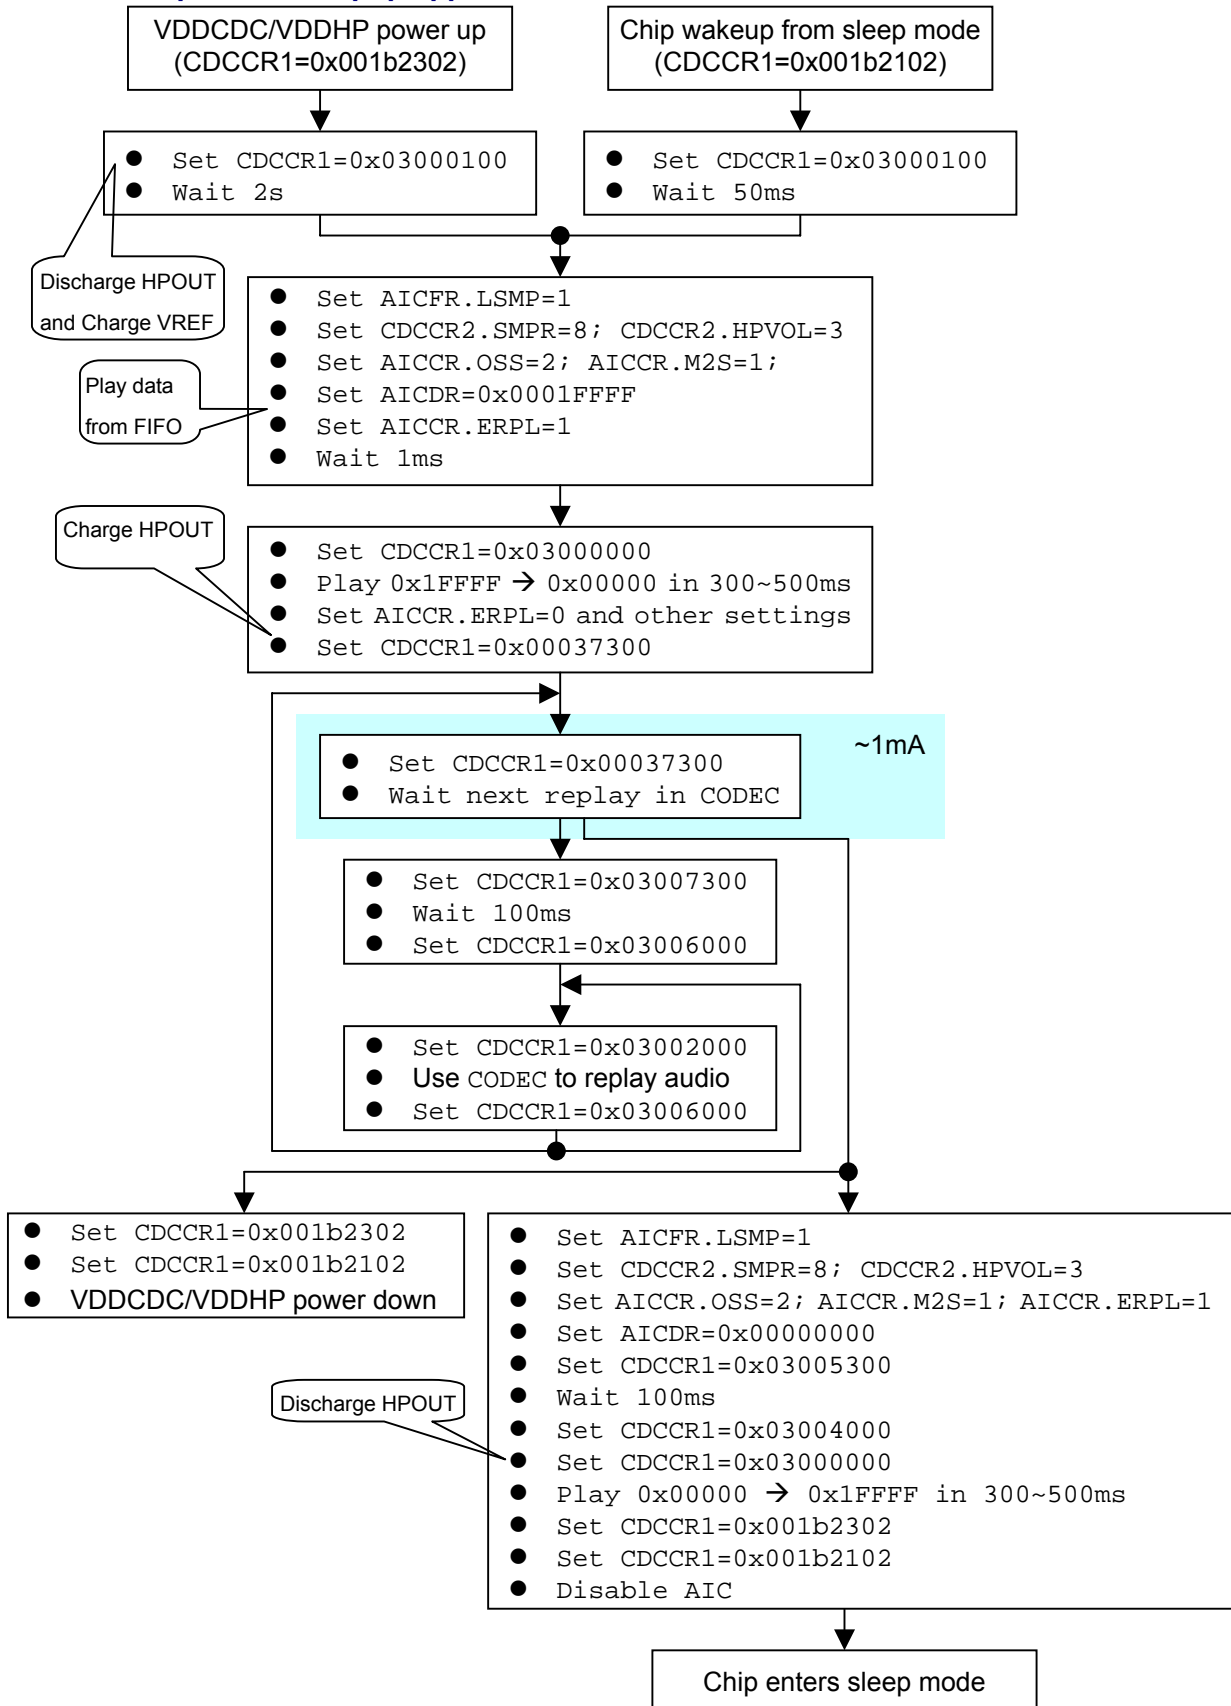 VDDCDC/VDDHP power up
(CDCCR1=0x001b2302)
Chip wakeup from sleep mode
(CDCCR1=0x001b2102)
● Set CDCCR1=0x03000100
● Wait 2s
● Set CDCCR1=0x03000100
● Wait 50ms
Discharge HPOUT
and Charge VREF
● Set AICFR.LSMP=1
● Set CDCCR2.SMPR=8; CDCCR2.HPVOL=3
● Set AICCR.OSS=2; AICCR.M2S=1;
● Set AICDR=0x0001FFFF
● Set AICCR.ERPL=1
● Wait 1ms
Play data
from FIFO
Charge HPOUT
● Set CDCCR1=0x03000000
● Play 0x1FFFF → 0x00000 in 300~500ms
● Set AICCR.ERPL=0 and other settings
● Set CDCCR1=0x00037300
~1mA
● Set CDCCR1=0x00037300
● Wait next replay in CODEC
● Set CDCCR1=0x03007300
● Wait 100ms
● Set CDCCR1=0x03006000
● Set CDCCR1=0x03002000
● Use CODEC to replay audio
● Set CDCCR1=0x03006000
● Set CDCCR1=0x001b2302
● Set CDCCR1=0x001b2102
● VDDCDC/VDDHP power down
● Set AICFR.LSMP=1
● Set CDCCR2.SMPR=8; CDCCR2.HPVOL=3
● Set AICCR.OSS=2; AICCR.M2S=1; AICCR.ERPL=1
● Set AICDR=0x00000000
● Set CDCCR1=0x03005300
● Wait 100ms
● Set CDCCR1=0x03004000
● Set CDCCR1=0x03000000
● Play 0x00000 → 0x1FFFF in 300~500ms
● Set CDCCR1=0x001b2302
● Set CDCCR1=0x001b2102
● Disable AIC
Discharge HPOUT
Chip enters sleep mode